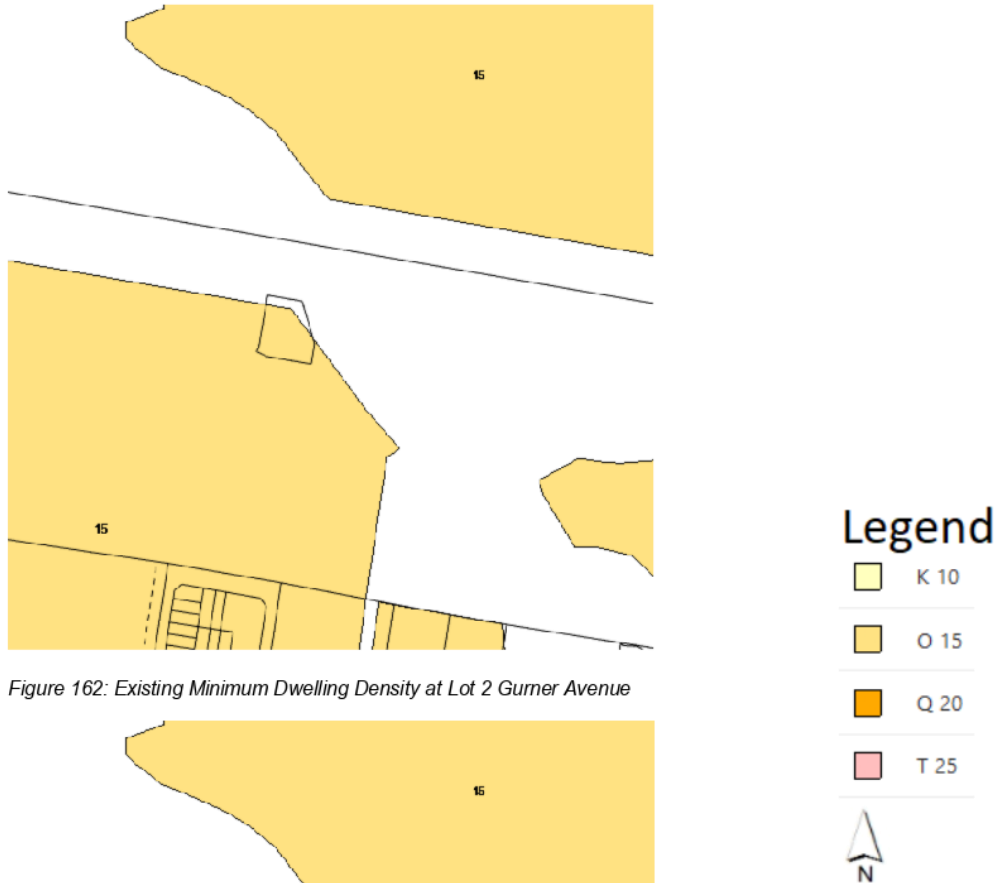 15
15
Figure 162: Existing Minimum Dwelling Density at Lot 2 Gurner Avenue
15
Legend
K 10
O 15
Q 20
T 25
N